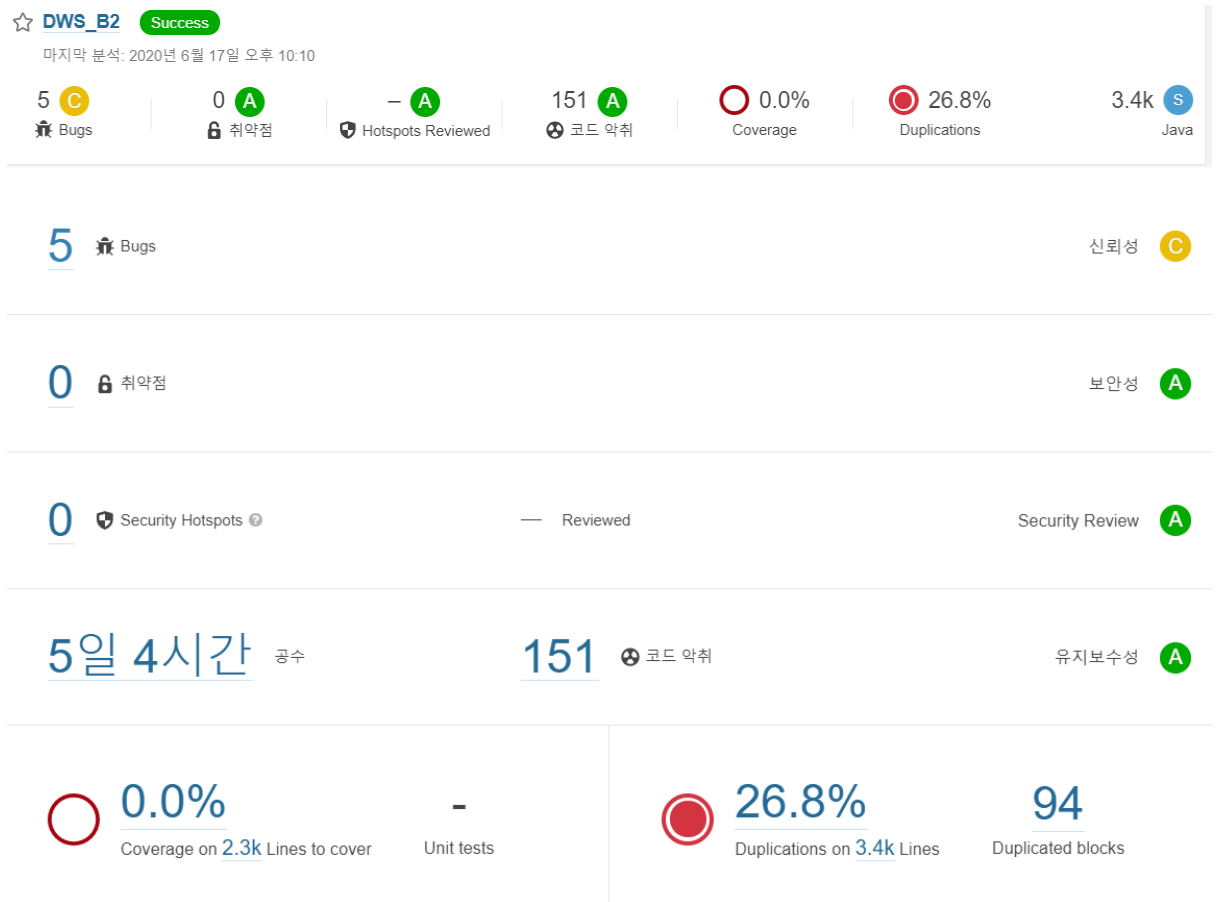 DWS_B2 Success
마지막 분석: 2020년 6월 17일 오후 10:10
5 C 0 A – A 151 A 0.0% 26.8% 3.4k S
Bugs 취약점 Hotspots Reviewed 코드 악취 Coverage Duplications Java
5 Bugs 신뢰성 C
0 취약점 보안성 A
0 Security Hotspots ? — Reviewed Security Review A
5일 4시간 공수 151 코드 악취 유지보수성 A
0.0% - 26.8% 94
Coverage on 2.3k Lines to cover Unit tests Duplications on 3.4k Lines Duplicated blocks